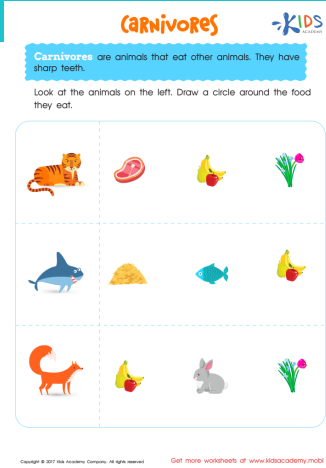 CARNIVORES
KIDS
ACADEMY
Carnivores are animals that eat other animals. They have
sharp teeth.
Look at the animals on the left. Draw a circle around the food
they eat.
Copyright © 2017 Kids Academy Company. All rights reserved
Get more worksheets at www.kidsacademy.mobi